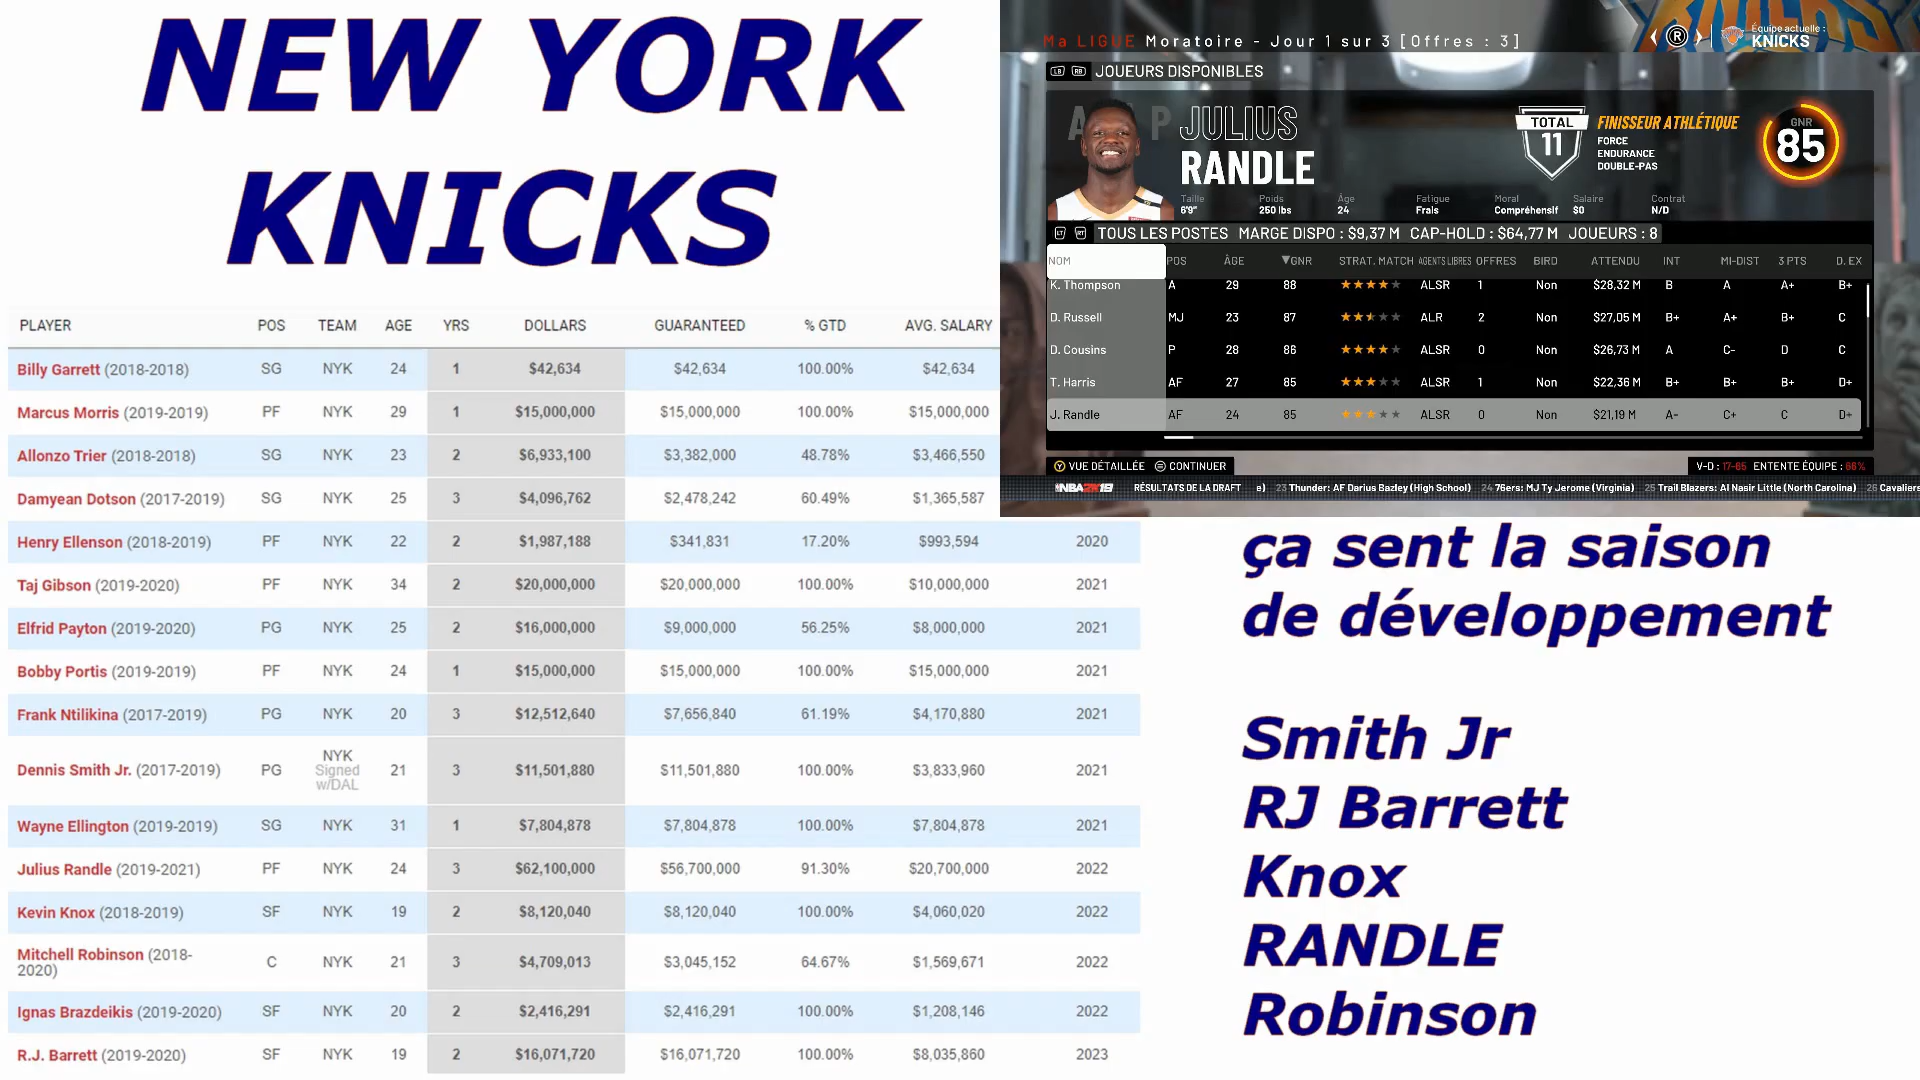 NEW YORK
KNICKS
PLAYER POS TEAM AGE YRS DOLLARS GUARANTEED % GTD AVG. SALARY
Billy Garrett (2018-2018) SG NYK 24 1 $42,634 $42,634 100.00% $42,634
Marcus Morris (2019-2019) PF NYK 29 1 $15,000,000 $15,000,000 100.00% $15,000,000
Allonzo Trier (2018-2018) SG NYK 23 2 $6,933,100 $3,382,000 48.78% $3,466,550
Damyean Dotson (2017-2019) SG NYK 25 3 $4,096,762 $2,478,242 60.49% $1,365,587
Henry Ellenson (2018-2019) PF NYK 22 2 $1,987,188 $341,831 17.20% $993,594 2020
Taj Gibson (2019-2020) PF NYK 34 2 $20,000,000 $20,000,000 100.00% $10,000,000 2021
Elfrid Payton (2019-2020) PG NYK 25 2 $16,000,000 $9,000,000 56.25% $8,000,000 2021
Bobby Portis (2019-2019) PF NYK 24 1 $15,000,000 $15,000,000 100.00% $15,000,000 2021
Frank Ntilikina (2017-2019) PG NYK 20 3 $12,512,640 $7,656,840 61.19% $4,170,880 2021
Dennis Smith Jr. (2017-2019) PG NYK Signed w/DAL 21 3 $11,501,880 $11,501,880 100.00% $3,833,960 2021
Wayne Ellington (2019-2019) SG NYK 31 1 $7,804,878 $7,804,878 100.00% $7,804,878 2021
Julius Randle (2019-2021) PF NYK 24 3 $62,100,000 $56,700,000 91.30% $20,700,000 2022
Kevin Knox (2018-2019) SF NYK 19 2 $8,120,040 $8,120,040 100.00% $4,060,020 2022
Mitchell Robinson (2018-
2020) C NYK 21 3 $4,709,013 $3,045,152 64.67% $1,569,671 2022
Ignas Brazdeikis (2019-2020) SF NYK 20 2 $2,416,291 $2,416,291 100.00% $1,208,146 2022
R.J. Barrett (2019-2020) SF NYK 19 2 $16,071,720 $16,071,720 100.00% $8,035,860 2023
Ma LIGUE Moratoire - Jour 1 sur 3 [Offres : 3]
R Équipe actuelle :
KNICKS
LB RB JOUEURS DISPONIBLES
JULIUS
RANDLE
TOTAL
11
FINISSEUR ATHLÉTIQUE
FORCE
ENDURANCE
DOUBLE-PAS
GNR
85
Taille Poids Âge Fatigue Moral Salaire Contrat
6'9" 250 lbs 24 Frais Compréhensif $0 N/D
LT RT TOUS LES POSTES MARGE DISPO : $9,37 M CAP-HOLD : $64,77 M JOUEURS : 8
NOM POS ÂGE ▼GNR STRAT. MATCH AGENTS LIBRES OFFRES BIRD ATTENDU INT MI-DIST 3 PTS D. EX
K. Thompson A 29 88 ALSR 1 Non $28,32 M B A A+ B+
D. Russell MJ 23 87 ALR 2 Non $27,05 M B+ A+ B+ C
D. Cousins P 28 86 ALSR 0 Non $26,73 M A C- D C
T. Harris AF 27 85 ALSR 1 Non $22,36 M B+ B+ B+ D+
J. Randle AF 24 85 ALSR 0 Non $21,19 M A- C+ C D+
Y VUE DÉTAILLÉE CONTINUER
V-D : 17-65 ENTENTE ÉQUIPE : 66%
NBA2K19 RÉSULTATS DE LA DRAFT e) 23 Thunder: AF Darius Bazley (High School) 24 76ers: MJ Ty Jerome (Virginia) 25 Trail Blazers: AI Nasir Little (North Carolina) 26 Cavaliers
ça sent la saison
de développement
Smith Jr
RJ Barrett
Knox
RANDLE
Robinson